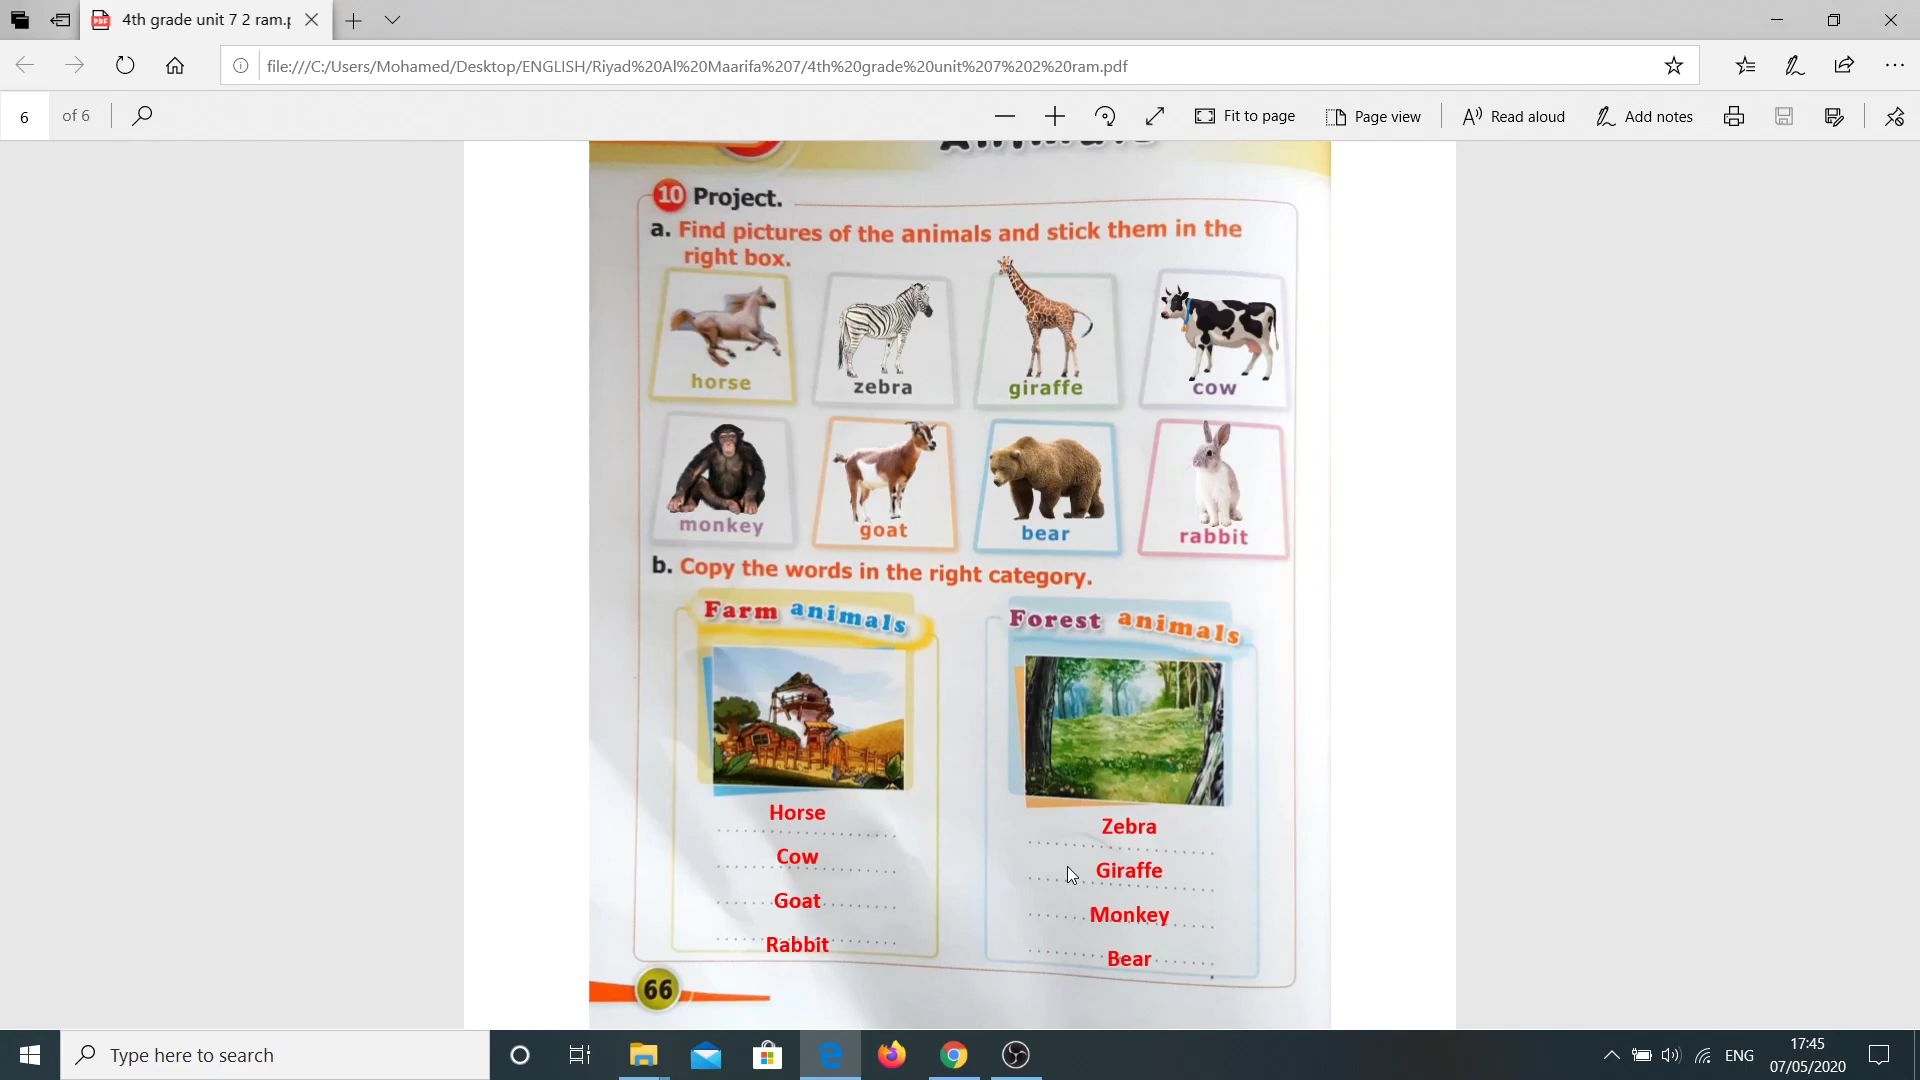 4th grade unit 7 2 ram.p
file:///C:/Users/Mohamed/Desktop/ENGLISH/Riyad%20Al%20Maarifa%207/4th%20grade%20unit%207%202%20ram.pdf
6 of 6
Fit to page
Page view
Read aloud
Add notes
Animals
10 Project.
a. Find pictures of the animals and stick them in the
right box.
horse zebra giraffe cow
monkey goat bear rabbit
b. Copy the words in the right category.
Farm animals
Forest animals
Horse
Cow
Goat
Rabbit
Zebra
Giraffe
Monkey
Bear
66
Type here to search
ENG
17:45
07/05/2020